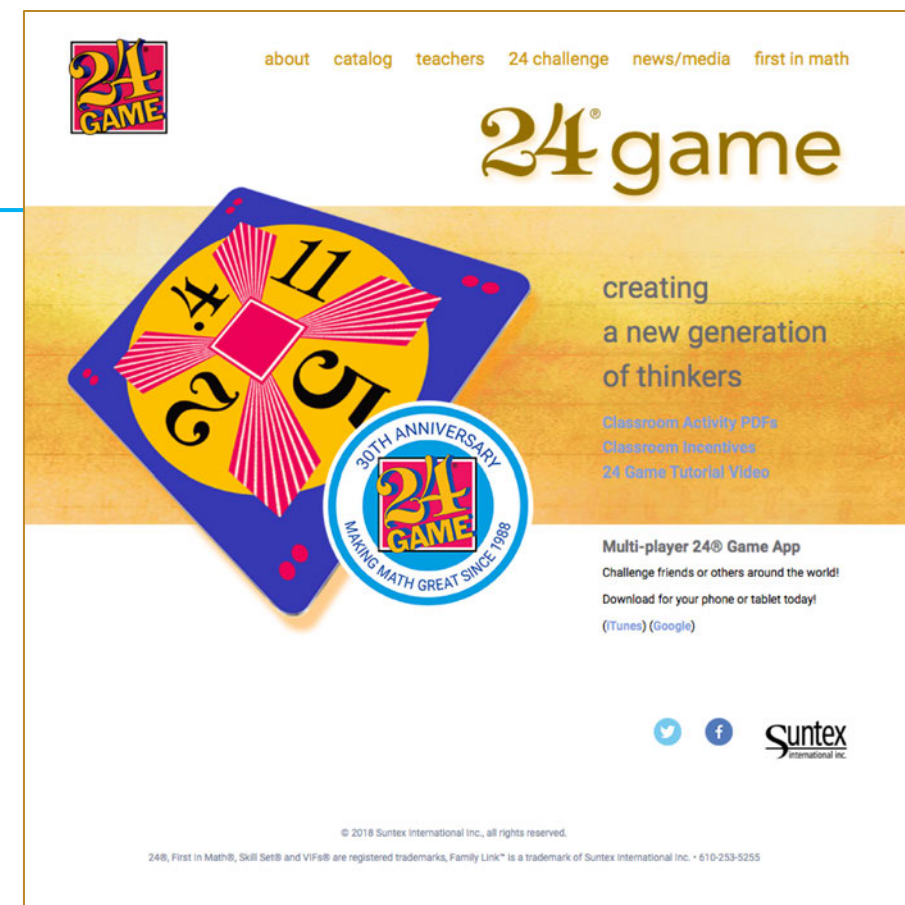 24® GAME
about catalog teachers 24 challenge news/media first in math
24® game
.4 11
2 5
creating
a new generation
of thinkers
Classroom Activity PDFs
Classroom Incentives
24 Game Tutorial Video
30TH ANNIVERSARY
24® GAME
MAKING MATH GREAT SINCE 1988
Multi-player 24® Game App
Challenge friends or others around the world!
Download for your phone or tablet today!
(iTunes) (Google)
Suntex
international inc.
© 2018 Suntex International Inc., all rights reserved.
24®, First In Math®, Skill Set® and VIFs® are registered trademarks, Family Link™ is a trademark of Suntex International Inc. • 610-253-5255